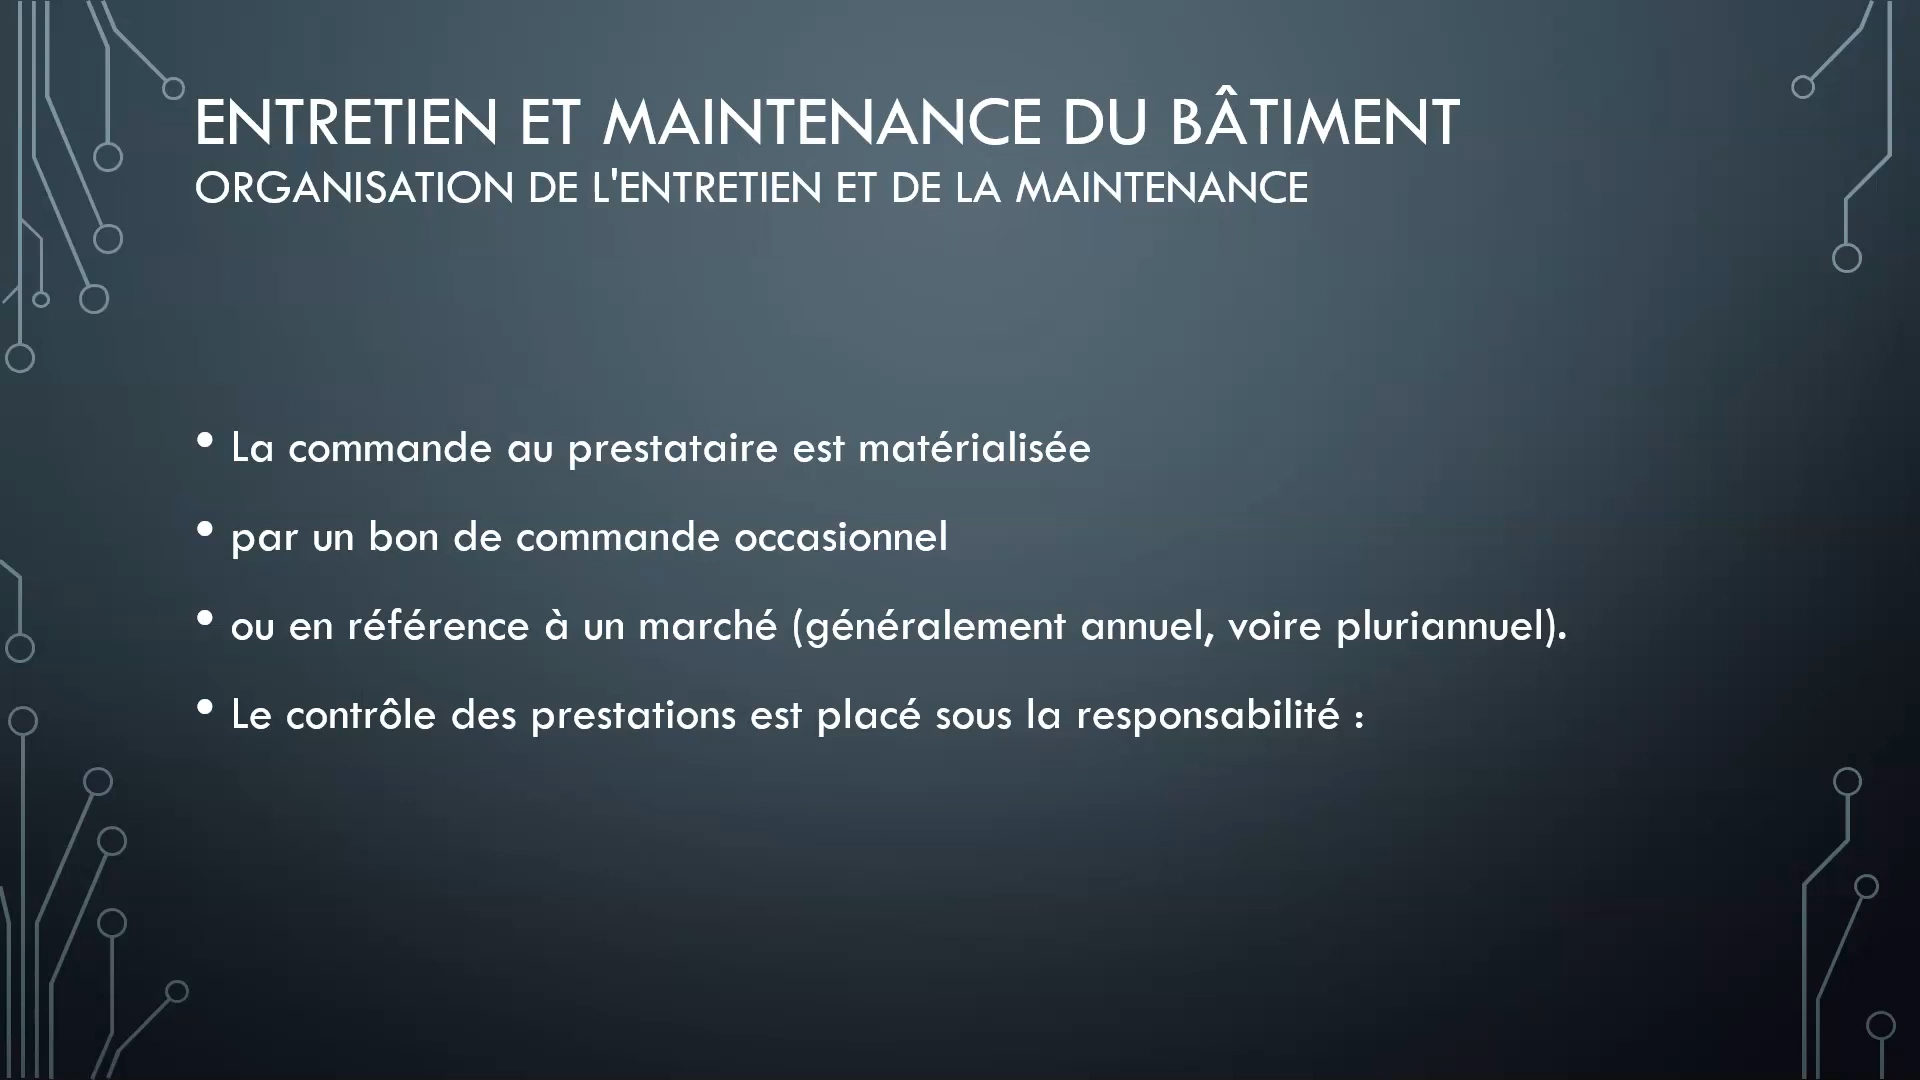 ENTRETIEN ET MAINTENANCE DU BÂTIMENT
ORGANISATION DE L'ENTRETIEN ET DE LA MAINTENANCE
• La commande au prestataire est matérialisée
• par un bon de commande occasionnel
• ou en référence à un marché (généralement annuel, voire pluriannuel).
• Le contrôle des prestations est placé sous la responsabilité :